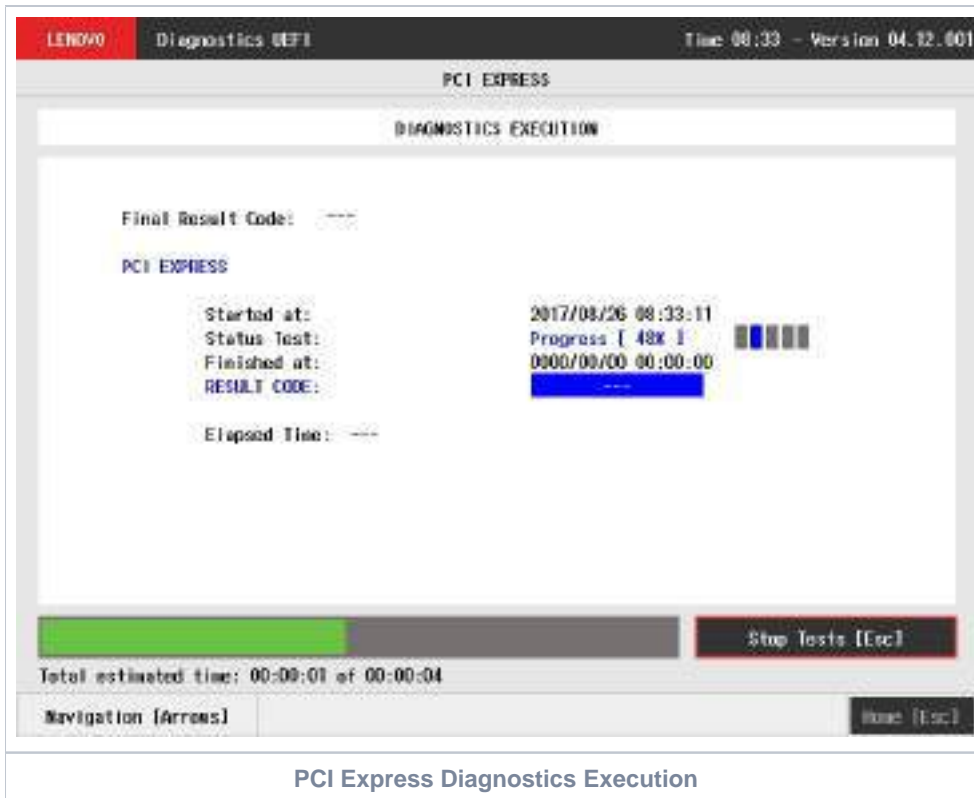 LENOVO Diagnostics UEFI Time 08:33 - Version 04.12.001
PCI EXPRESS
DIAGNOSTICS EXECUTION
Final Result Code: ---
PCI EXPRESS
Started at: 2017/08/26 08:33:11
Status Test: Progress [ 48% ]
Finished at: 0000/00/00 00:00:00
RESULT CODE: ---
Elapsed Time: ---
Stop Tests [Esc]
Total estimated time: 00:00:01 of 00:00:04
Navigation [Arrows] Home [Esc]
PCI Express Diagnostics Execution